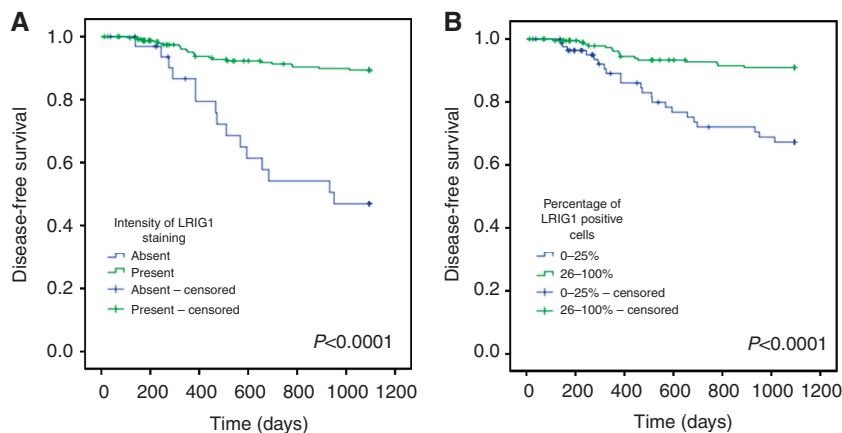 A
1.0
0.8
0.6
0.4
0.2
0.0
Disease-free survival
Intensity of LRIG1
staining
Absent
Present
Absent – censored
Present – censored
P<0.0001
0 200 400 600 800 1000 1200
Time (days)
B
1.0
0.8
0.6
0.4
0.2
0.0
Disease-free survival
Percentage of
LRIG1 positive
cells
0–25%
26–100%
0–25% – censored
26–100% – censored
P<0.0001
0 200 400 600 800 1000 1200
Time (days)